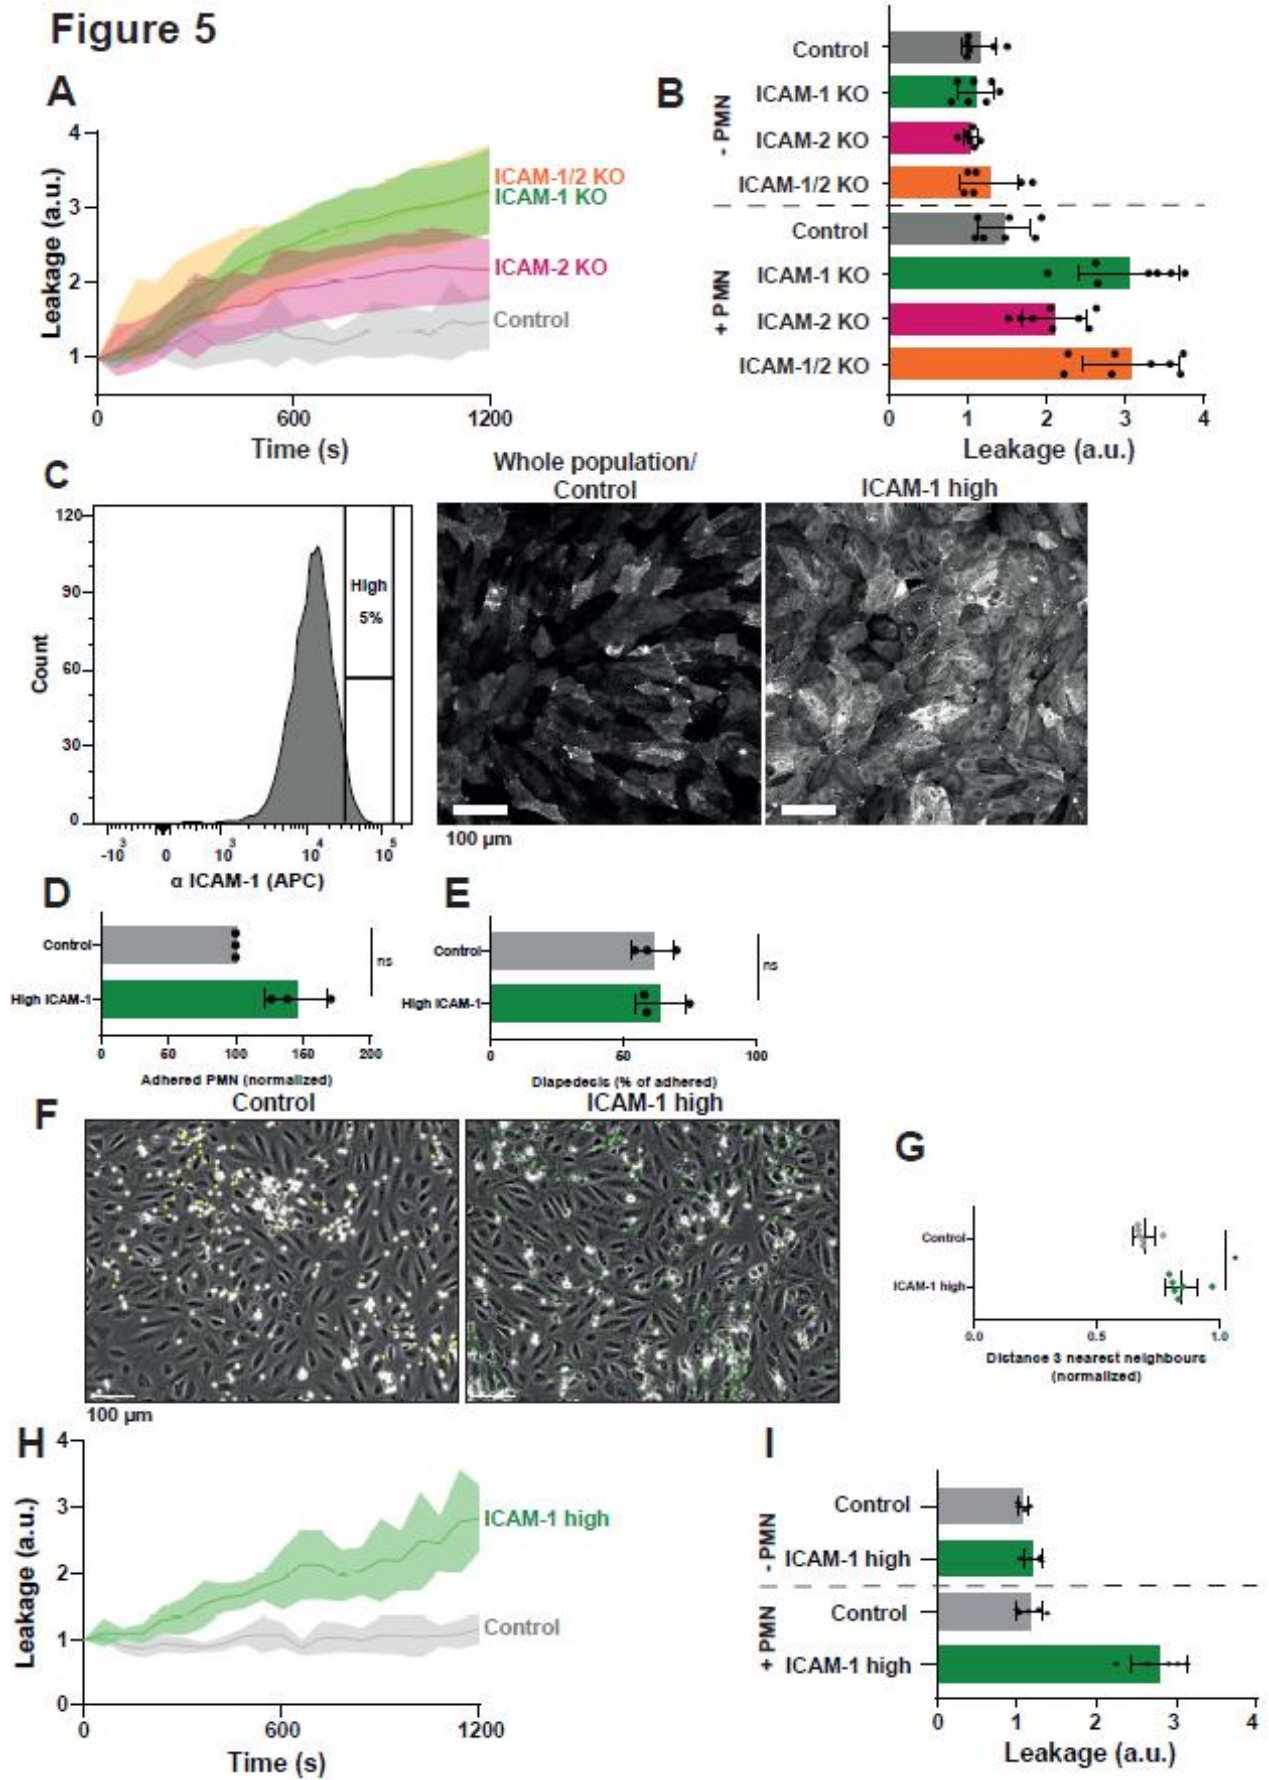 Figure 5
A
4
3
2
1
Leakage (a.u.)
ICAM-1/2 KO
ICAM-1 KO
ICAM-2 KO
Control
0
600
1200
Time (s)
B
- PMN
Control
ICAM-1 KO
ICAM-2 KO
ICAM-1/2 KO
+ PMN
Control
ICAM-1 KO
ICAM-2 KO
ICAM-1/2 KO
0
1
2
3
4
Leakage (a.u.)
C
120
90
60
30
0
Count
High
5%
-10³
0
10³
10⁴
10⁵
α ICAM-1 (APC)
Whole population/
Control
ICAM-1 high
100 µm
D
Control
High ICAM-1
ns
0
50
100
150
200
Adhered PMN (normalized)
E
Control
High ICAM-1
ns
0
50
100
Diapedesis (% of adhered)
F
Control
ICAM-1 high
100 µm
G
Control
ICAM-1 high
*
0.0
0.5
1.0
Distance 3 nearest neighbours
(normalized)
H
4
3
2
1
0
Leakage (a.u.)
ICAM-1 high
Control
0
600
1200
Time (s)
I
- PMN
Control
ICAM-1 high
+ PMN
Control
ICAM-1 high
0
1
2
3
4
Leakage (a.u.)